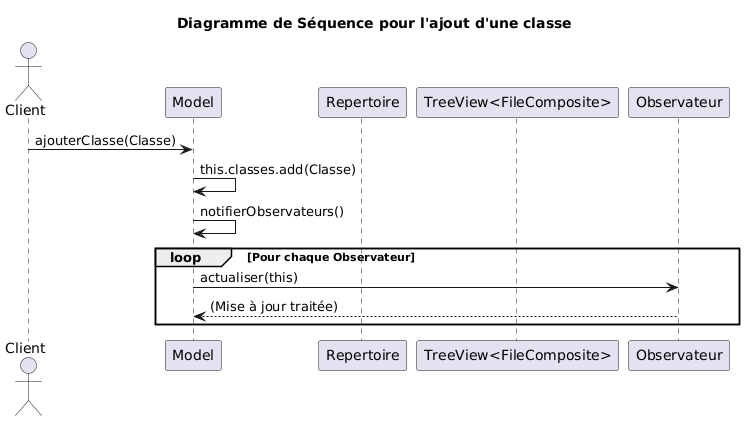 Diagramme de Séquence pour l'ajout d'une classe
Client
Model
Repertoire
TreeView<FileComposite>
Observateur
ajouterClasse(Classe)
this.classes.add(Classe)
notifierObservateurs()
loop
[Pour chaque Observateur]
actualiser(this)
(Mise à jour traitée)
Client
Model
Repertoire
TreeView<FileComposite>
Observateur